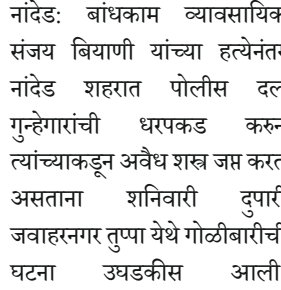 नांदेड: बांधकाम व्यावसायिक
संजय बियाणी यांच्या हत्येनंतर
नांदेड शहरात पोलीस दल
गुन्हेगारांची धरपकड करुन
त्यांच्याकडून अवैध शस्त्र जप्त करत
असताना शनिवारी दुपारी
जवाहरनगर तुप्पा येथे गोळीबारीची
घटना उघडकीस आली